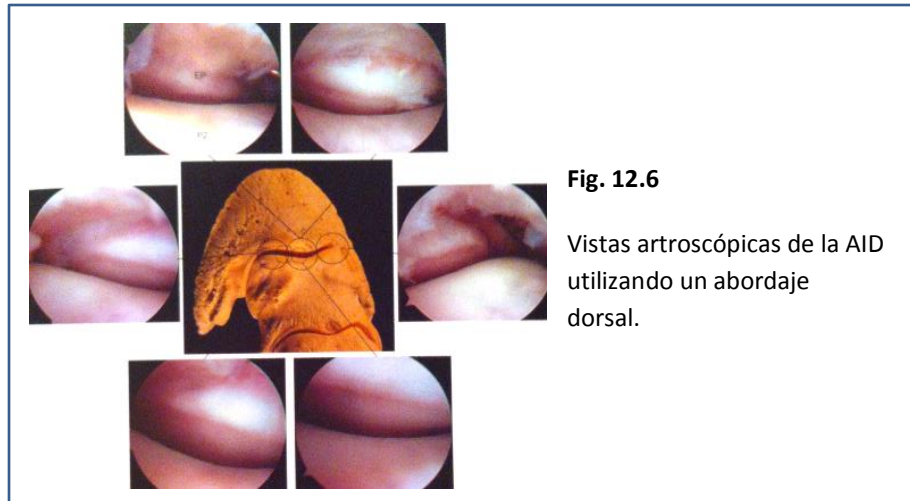 EP
P2
Fig. 12.6
Vistas artroscópicas de la AID
utilizando un abordaje
dorsal.